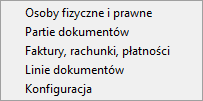 Osoby fizyczne i prawne
Partie dokumentów
Faktury, rachunki, płatności
Linie dokumentów
Konfiguracja